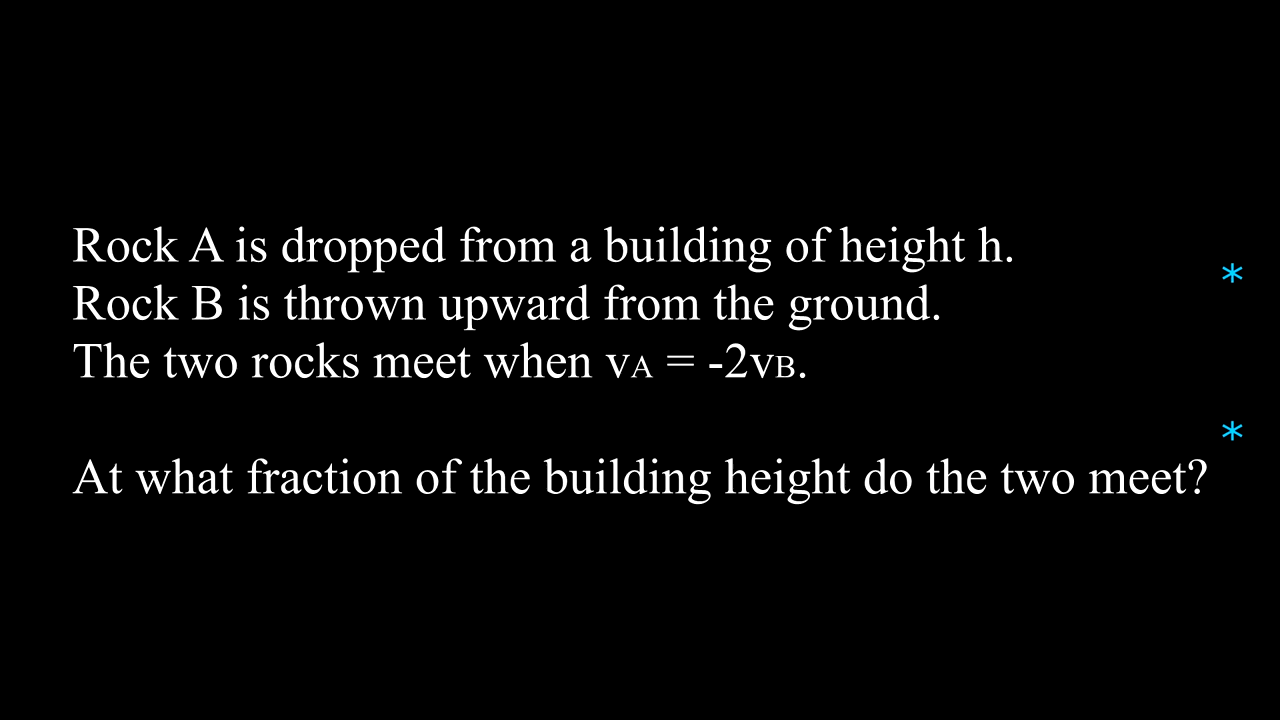 Rock A is dropped from a building of height h.
*
Rock B is thrown upward from the ground.
The two rocks meet when vA = -2vB.
*
At what fraction of the building height do the two meet?